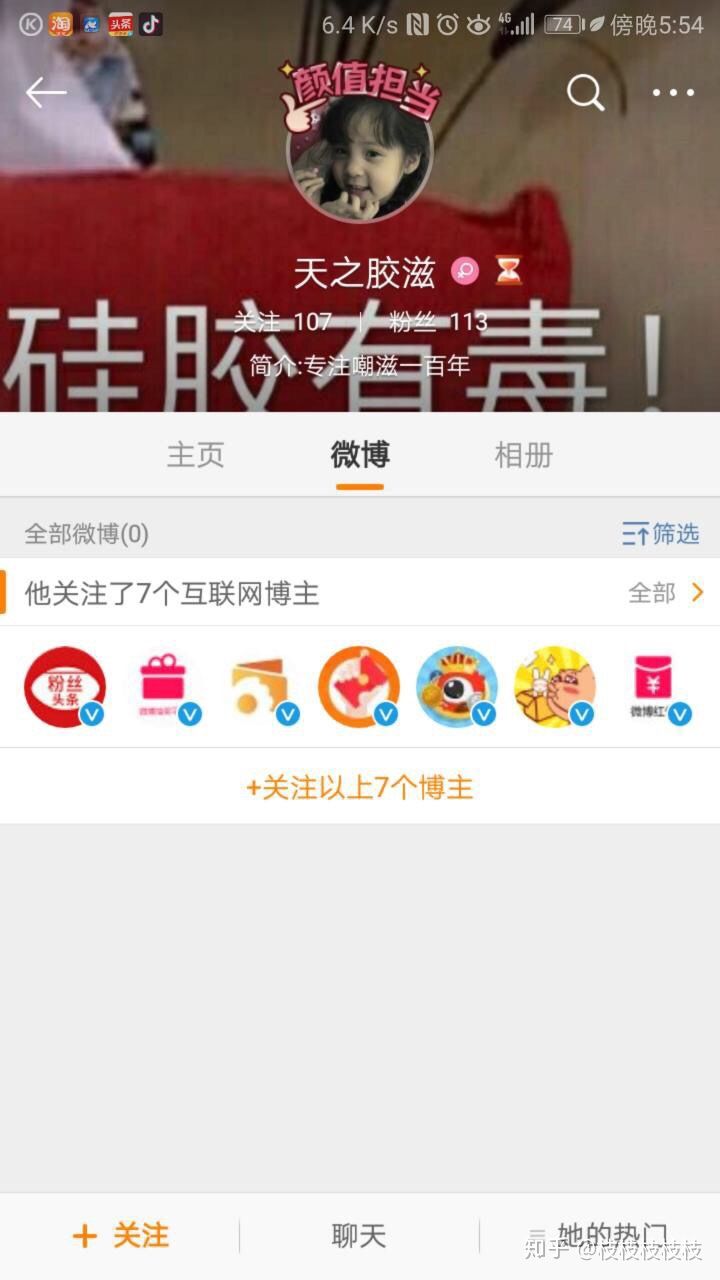 6.4 K/s 4G 74 傍晚5:54
淘 头条
颜值担当
天之胶滋
关注 107 | 粉丝 113
简介:专注嘲滋一百年
硅胶有毒!
主页 微博 相册
全部微博(0) 筛选
他关注了7个互联网博主 全部
粉丝
头条
¥
+关注以上7个博主
+ 关注 聊天 她的热门
知乎 @枝枝枝枝枝